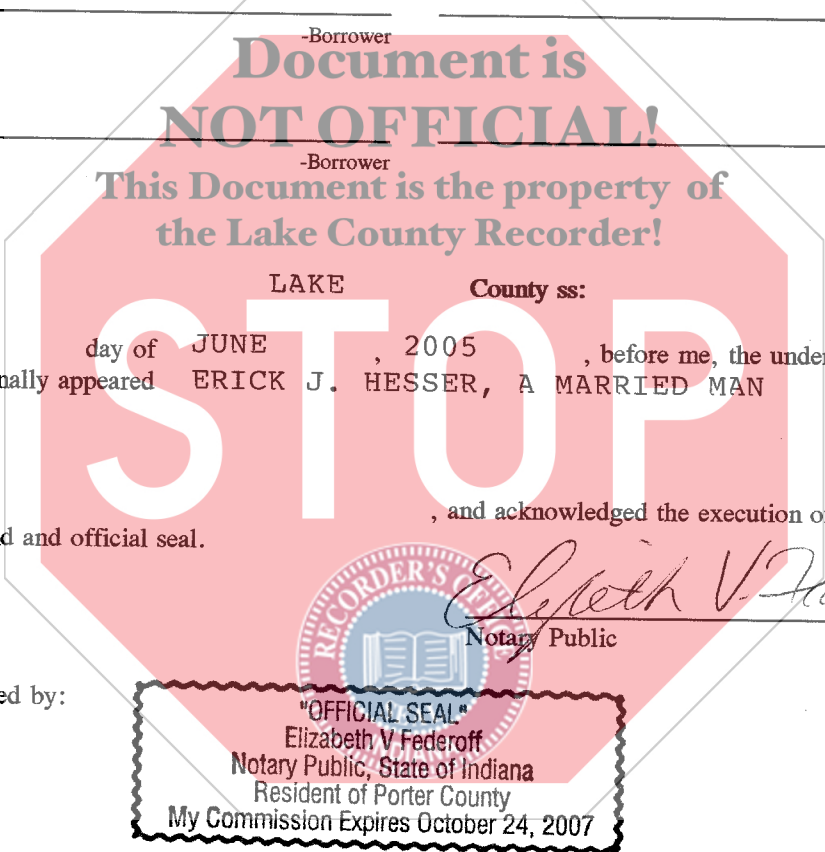 -Borrower
Document is
NOT OFFICIAL!
-Borrower
This Document is the property of
the Lake County Recorder!
LAKE County ss:
STOP
day of JUNE , 2005 , before me, the under
nally appeared ERICK J. HESSER, A MARRIED MAN
, and acknowledged the execution o
d and official seal.
RECORDER'S OFFICE
Notary Public
ed by:
"OFFICIAL SEAL"
Elizabeth V Federoff
Notary Public, State of Indiana
Resident of Porter County
My Commission Expires October 24, 2007